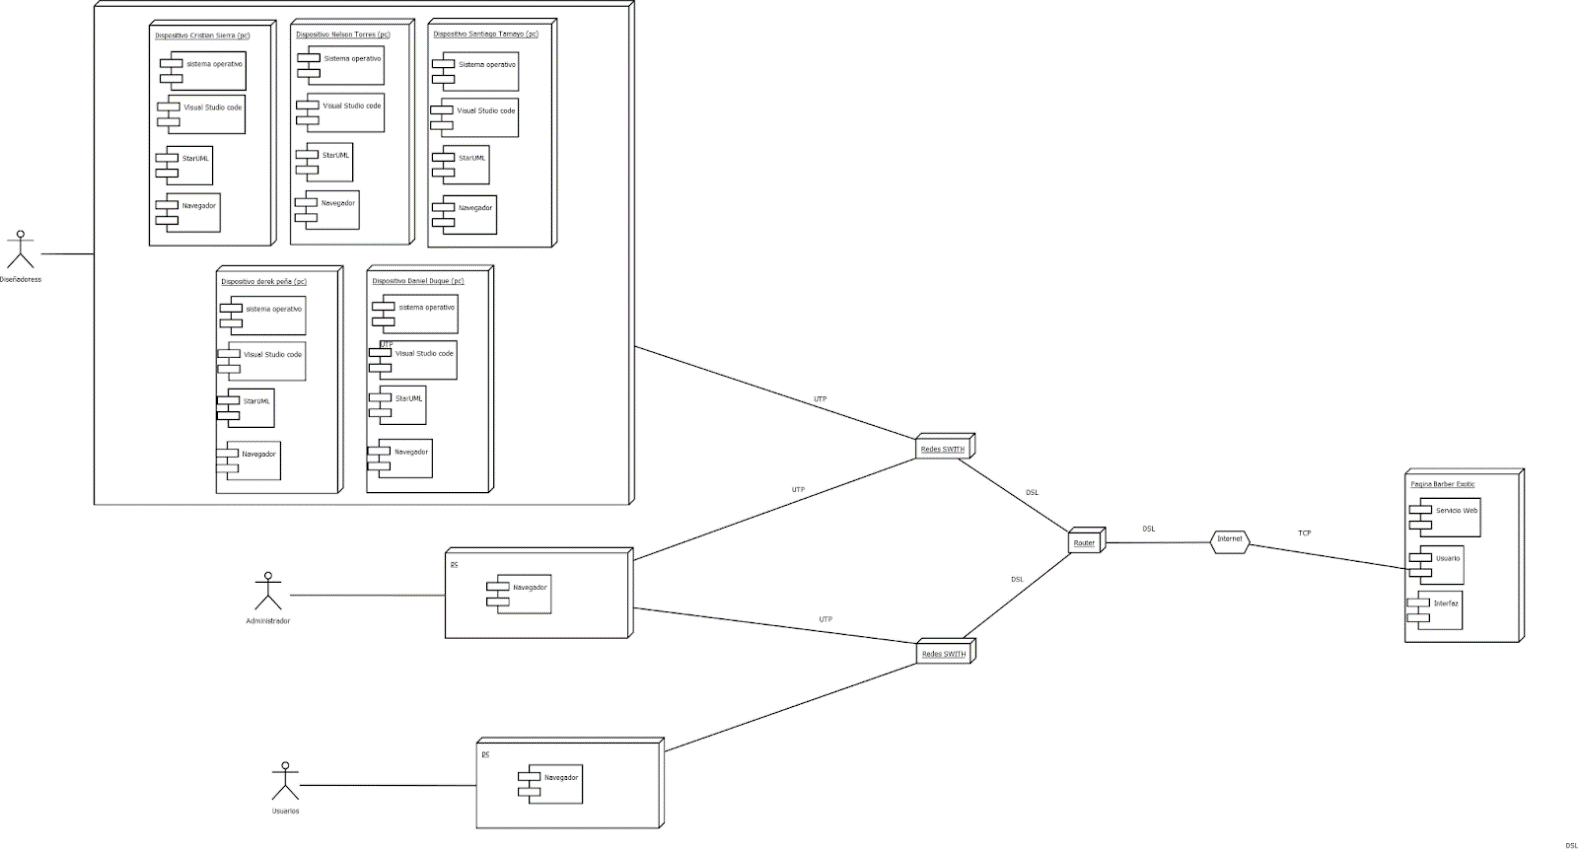 Dispositivo Cristian Sierra (pc)
sistema operativo
Visual Studio code
StarUML
Navegador
Dispositivo Nelson Torres (pc)
Sistema operativo
Visual Studio code
StarUML
Navegador
Dispositivo Santiago Tamayo (pc)
Sistema operativo
Visual Studio code
StarUML
Navegador
Diseñadoress
Dispositivo derek peña (pc)
sistema operativo
Visual Studio code
StarUML
Navegador
Dispositivo Daniel Duque (pc)
sistema operativo
UTP
Visual Studio code
StarUML
Navegador
UTP
Redes SWITH
UTP
DSL
Administrador
Navegador
UTP
Redes SWITH
DSL
Router
DSL
Internet
TCP
Pagina Barber Exotic
Servicio Web
Usuario
Interfaz
Usuarios
Navegador
DSL